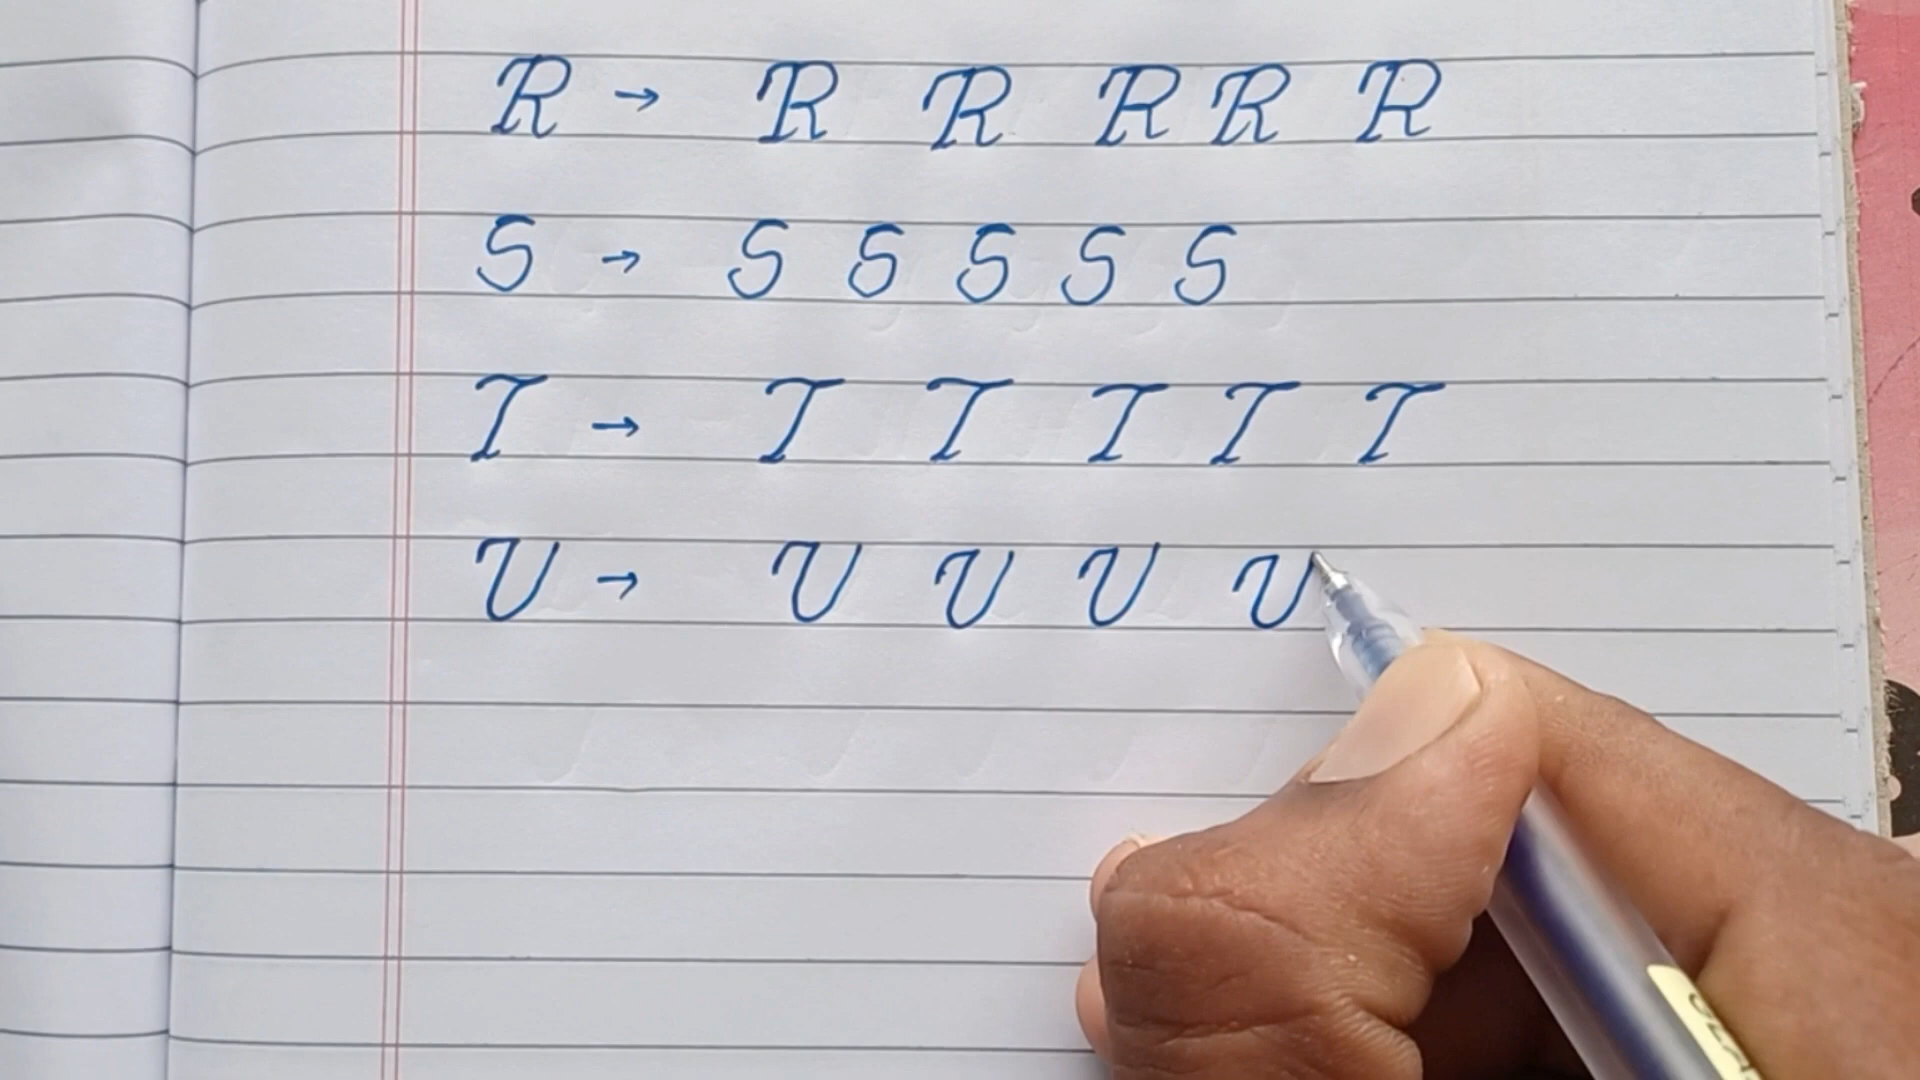 R → R R R R R
S → S S S S S
T → T T T T T
U → U U U U